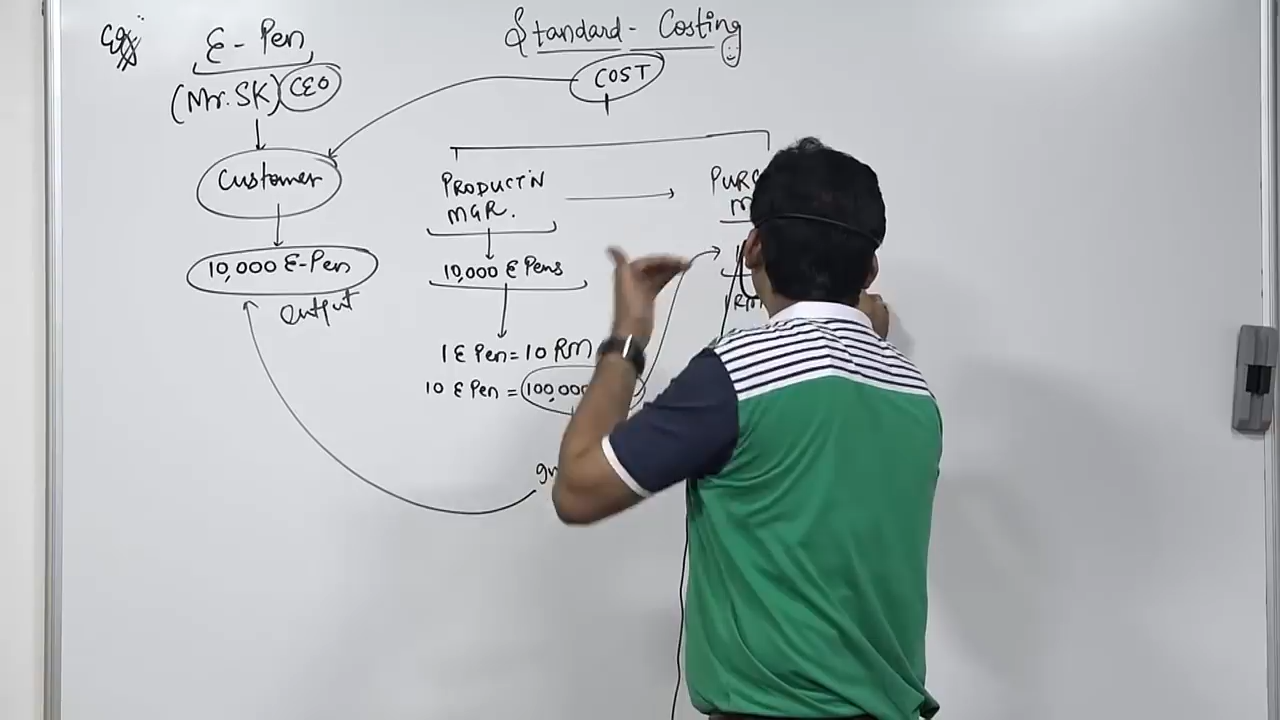 Eg:
E - Pen
(Mr. SK) CEO
Customer
10,000 E-Pen
Output
Standard - Costing
COST
PRODUCT'N
MGR.
10,000 E Pens
1 E Pen = 10 RM
10 E Pen = 100,000